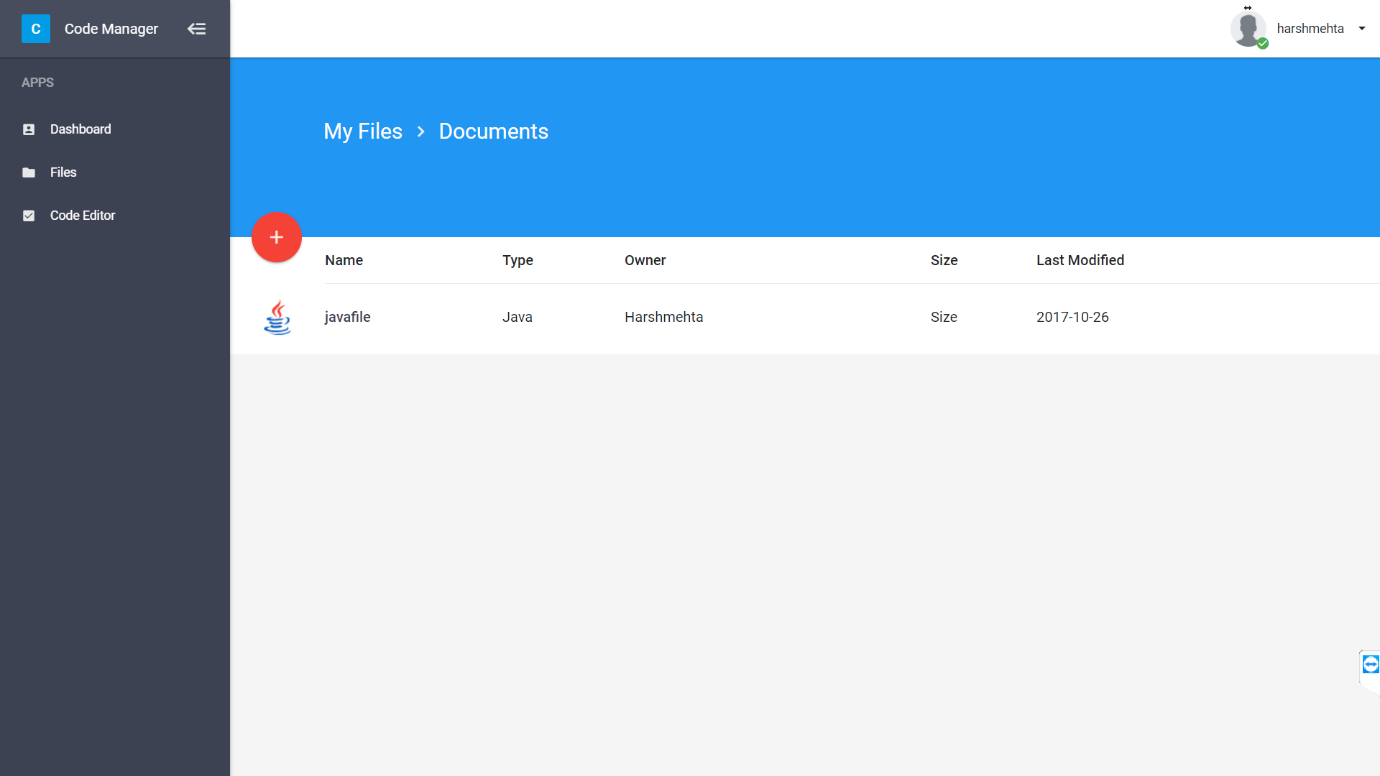 C Code Manager
harshmehta
APPS
Dashboard
Files
Code Editor
My Files > Documents
Name Type Owner Size Last Modified
javafile Java Harshmehta Size 2017-10-26